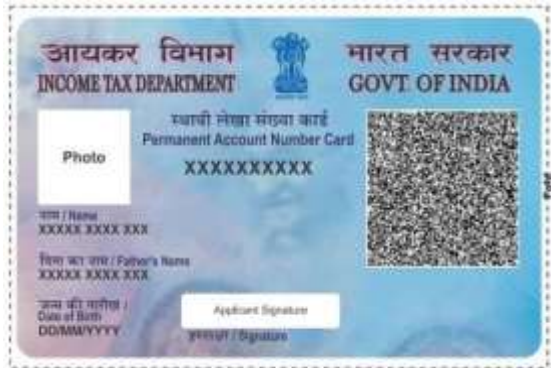 आयकर विभाग
भारत सरकार
INCOME TAX DEPARTMENT
GOVT. OF INDIA
स्थायी लेखा संख्या कार्ड
Permanent Account Number Card
XXXXXXXXXX
Photo
नाम / Name
XXXXX XXXX XXX
पिता का नाम / Father's Name
XXXXX XXXX XXX
जन्म की तारीख /
Date of Birth
DD/MM/YYYY
Applicant Signature
हस्ताक्षर / Signature